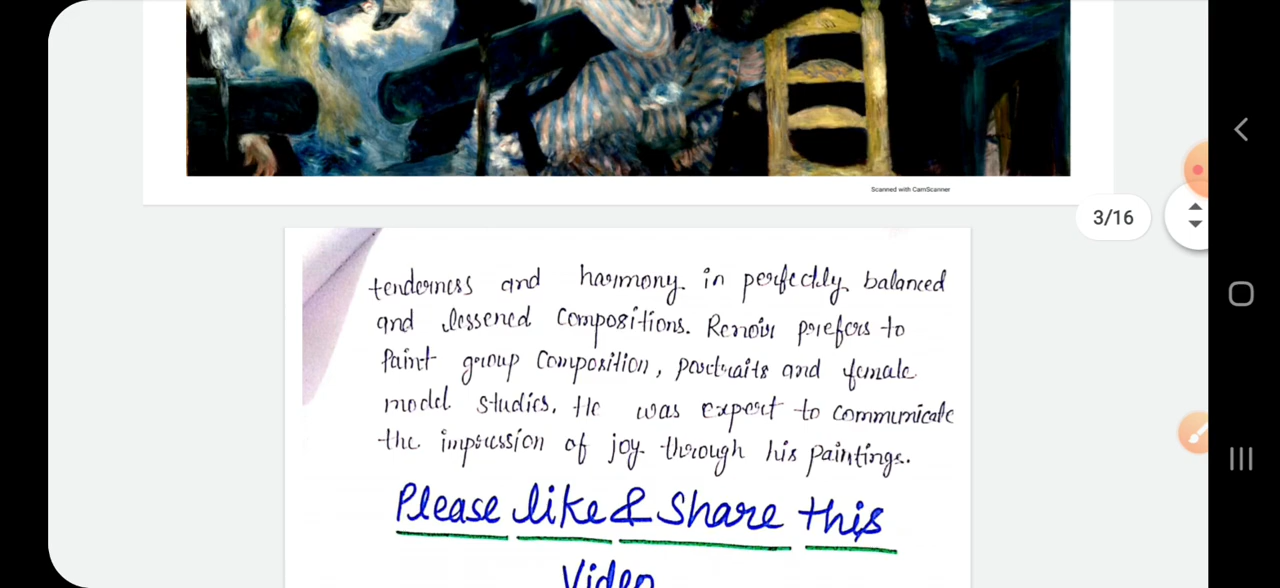 Scanned with CamScanner
3/16
tenderness and harmony in perfectly balanced
and lessened Compositions. Renoir prefers to
Paint group Composition, portraits and female
model studies. He was expert to communicate
the impression of joy through his paintings.
Please like & Share this
Video